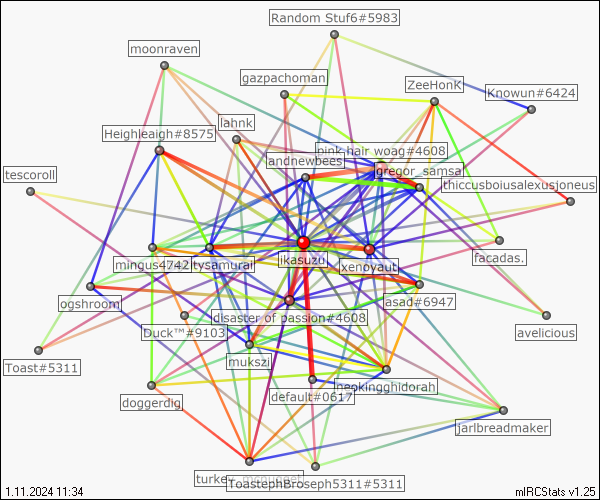 Random Stuf6#5983
moonraven
gazpachoman
ZeeHonK
Knowun#6424
lahnk
Heighleaigh#8575
pink hair woag#4608
andnewbees
gregor_samsa
tescoroll
thiccusboiusalexusjoneus
ikasuzu
facadas.
mingus4742
tysamurai
xenoyaut
ogshroom
asad#6947
disaster of passion#4608
Duck™#9103
avelicious
mukszi
Toast#5311
neokingghidorah
default#0617
doggerdig
jarlbreadmaker
ToastephBroseph5311#5311
1.11.2024 11:34
mIRCStats v1.25